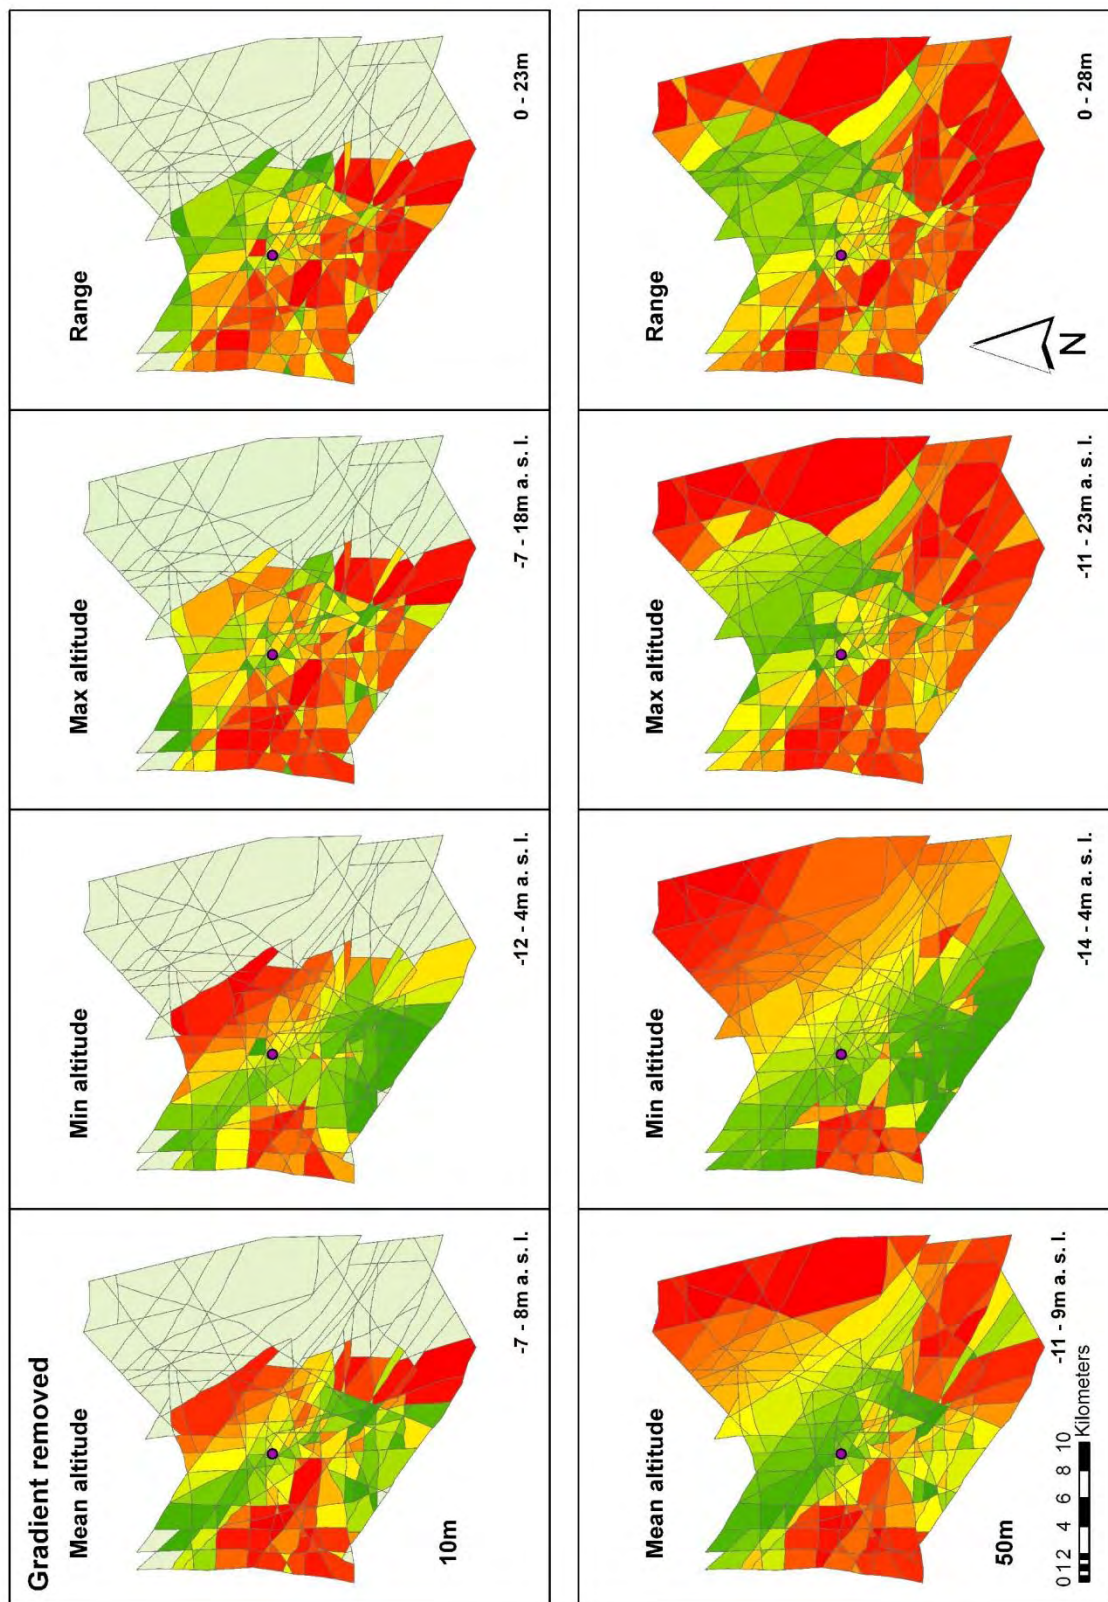 Gradient removed
Mean altitude
Min altitude
Max altitude
Range
10m
-7 - 8m a. s. l.
-12 - 4m a. s. l.
-7 - 18m a. s. l.
0 - 23m
Mean altitude
Min altitude
Max altitude
Range
50m
-11 - 9m a. s. l.
-14 - 4m a. s. l.
-11 - 23m a. s. l.
0 - 28m
0 1 2 4 6 8 10
Kilometers
N